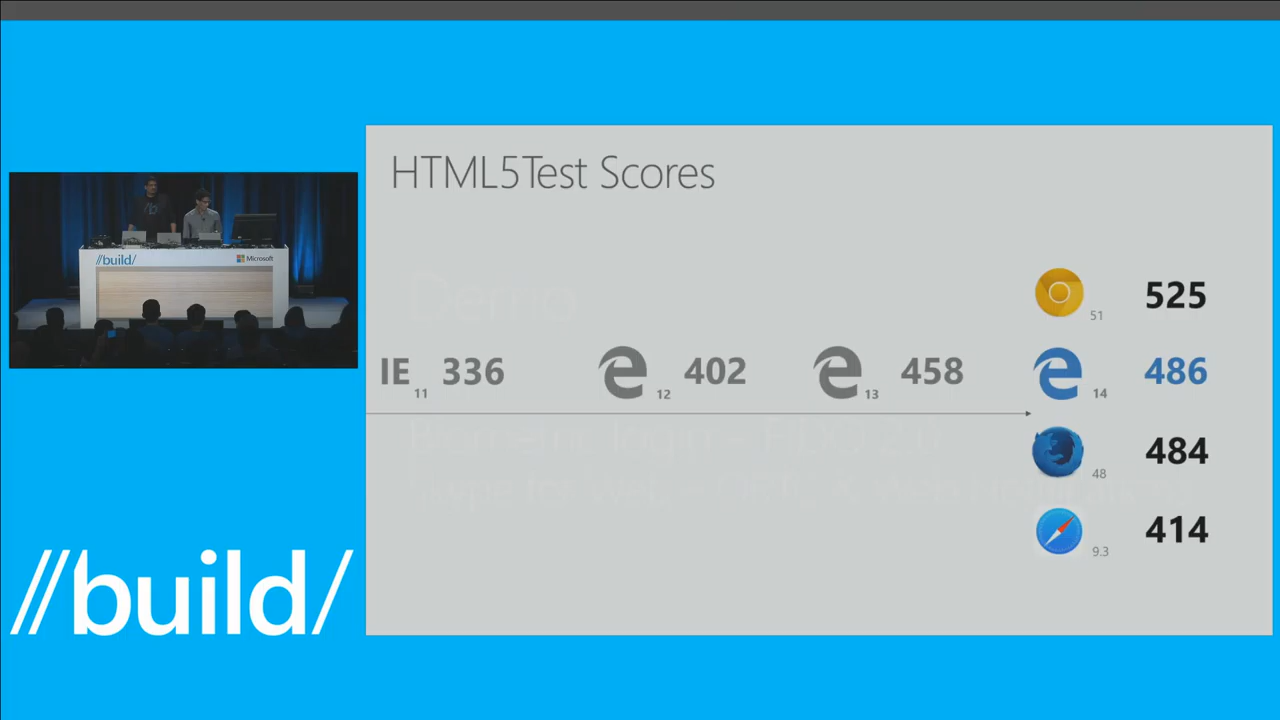 HTML5Test Scores
Demo
51 525
IE 11 336 12 402 13 458 14 486
48 484
9.3 414
//build/
Microsoft
//build/